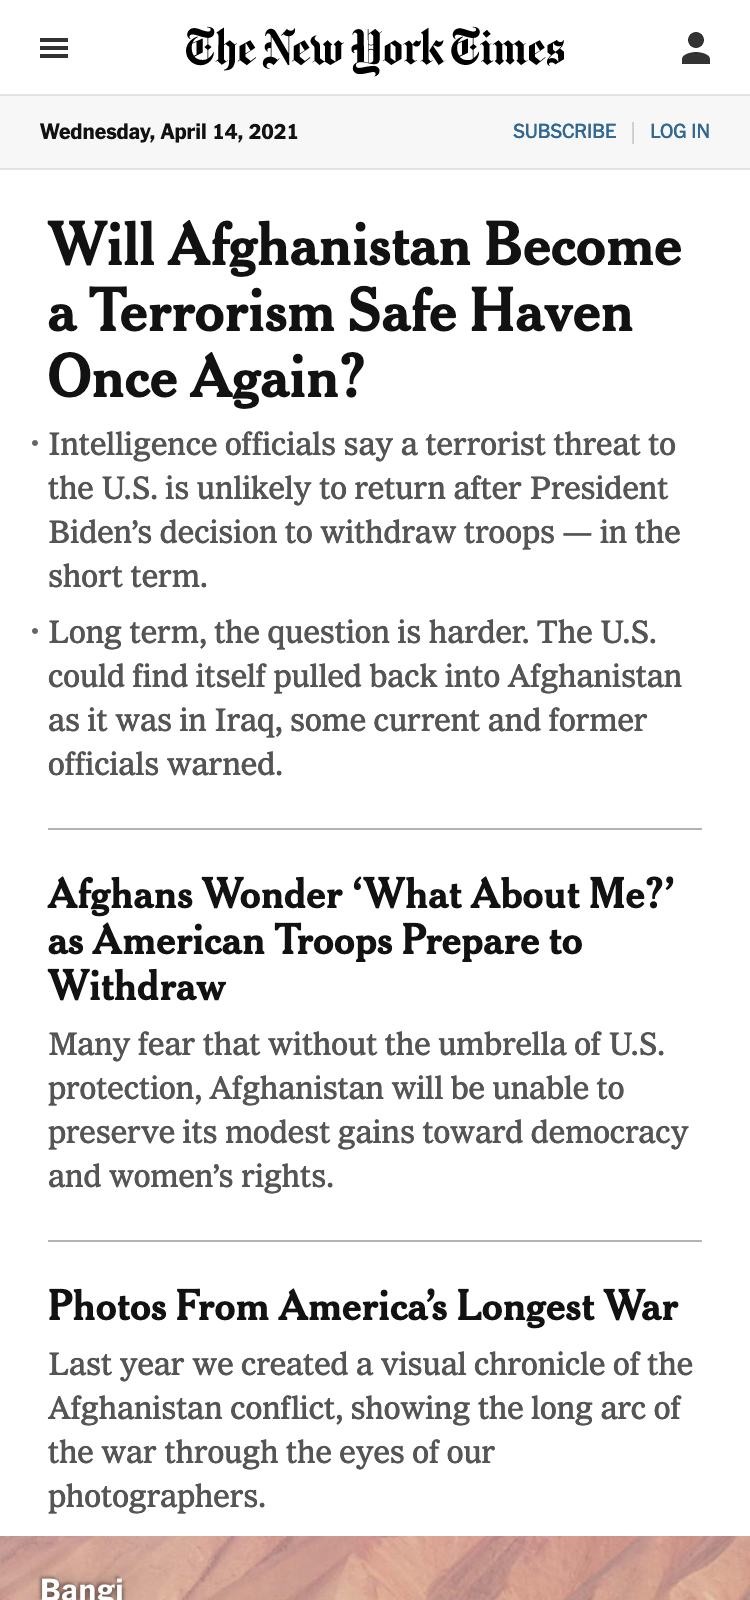 The New York Times
Wednesday, April 14, 2021
SUBSCRIBE | LOG IN
Will Afghanistan Become
a Terrorism Safe Haven
Once Again?
• Intelligence officials say a terrorist threat to
the U.S. is unlikely to return after President
Biden’s decision to withdraw troops — in the
short term.
• Long term, the question is harder. The U.S.
could find itself pulled back into Afghanistan
as it was in Iraq, some current and former
officials warned.
Afghans Wonder ‘What About Me?’
as American Troops Prepare to
Withdraw
Many fear that without the umbrella of U.S.
protection, Afghanistan will be unable to
preserve its modest gains toward democracy
and women’s rights.
Photos From America’s Longest War
Last year we created a visual chronicle of the
Afghanistan conflict, showing the long arc of
the war through the eyes of our
photographers.
Bangi